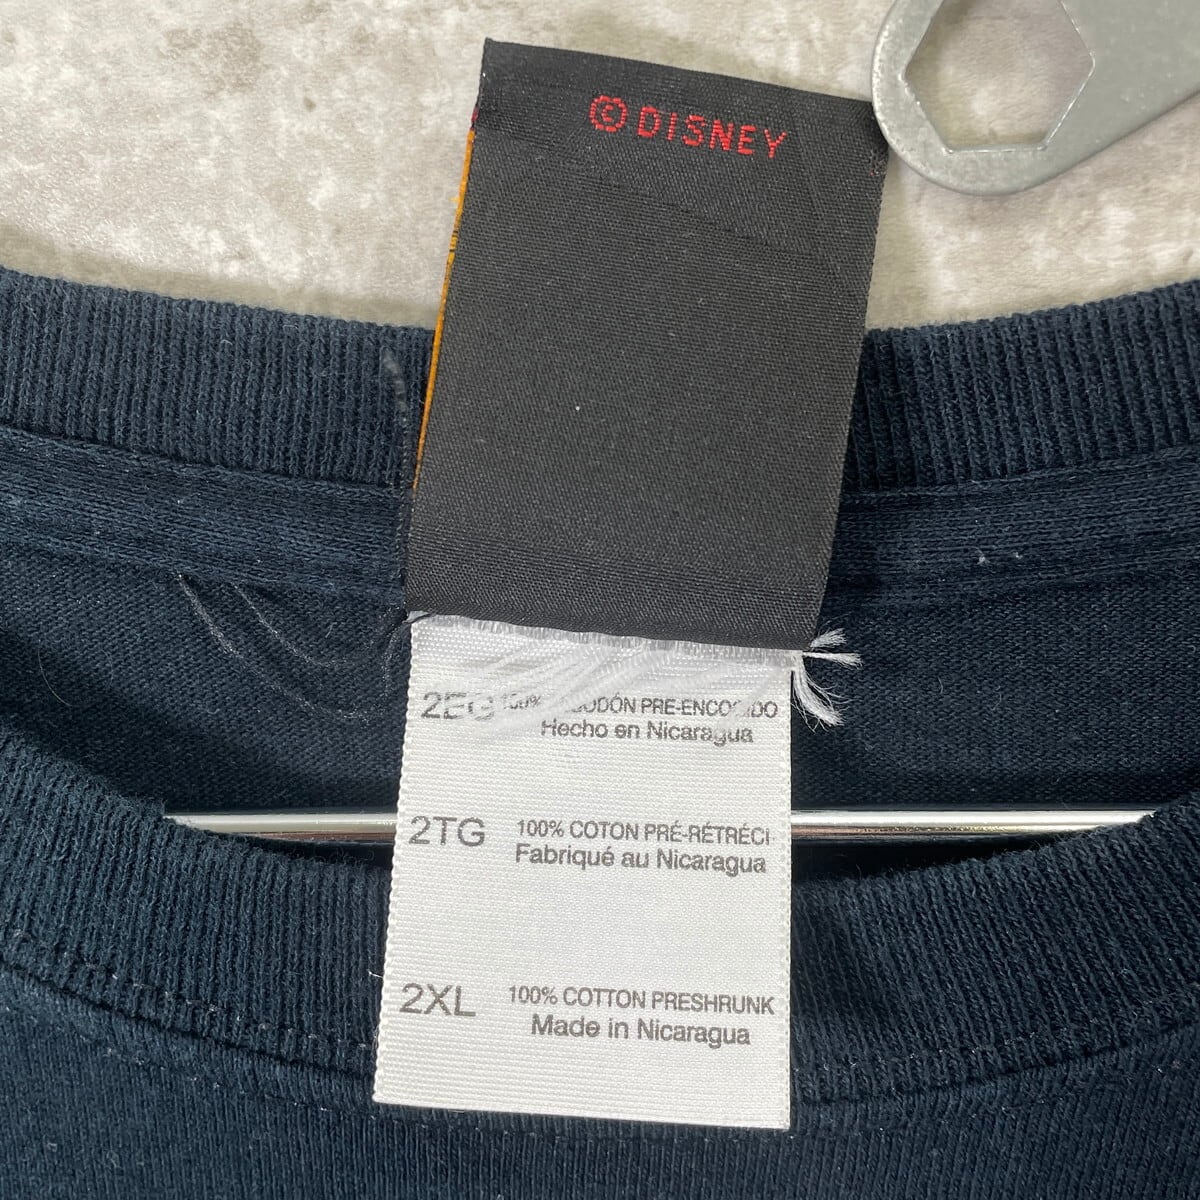 © DISNEY
2EG 100% ALGODÓN PRE-ENCOGIDO
Hecho en Nicaragua
2TG 100% COTON PRÉ-RÉTRÉCI
Fabriqué au Nicaragua
2XL 100% COTTON PRESHRUNK
Made in Nicaragua